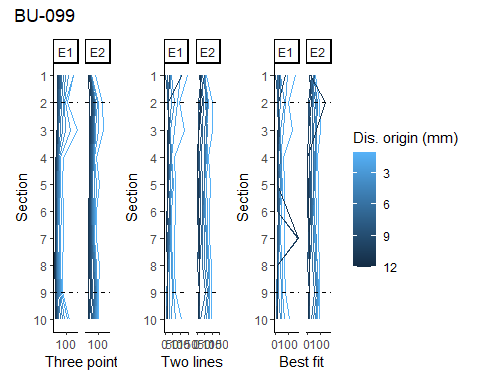 BU-099
E1 E2 E1 E2 E1 E2
1 1 1
2 2 2
3 3 3
4 4 4
5 5 5
6 6 6
7 7 7
8 8 8
9 9 9
10 10 10
Section Section Section
100 100 0100 0100
Three point Two lines Best fit
Dis. origin (mm)
3
6
9
12